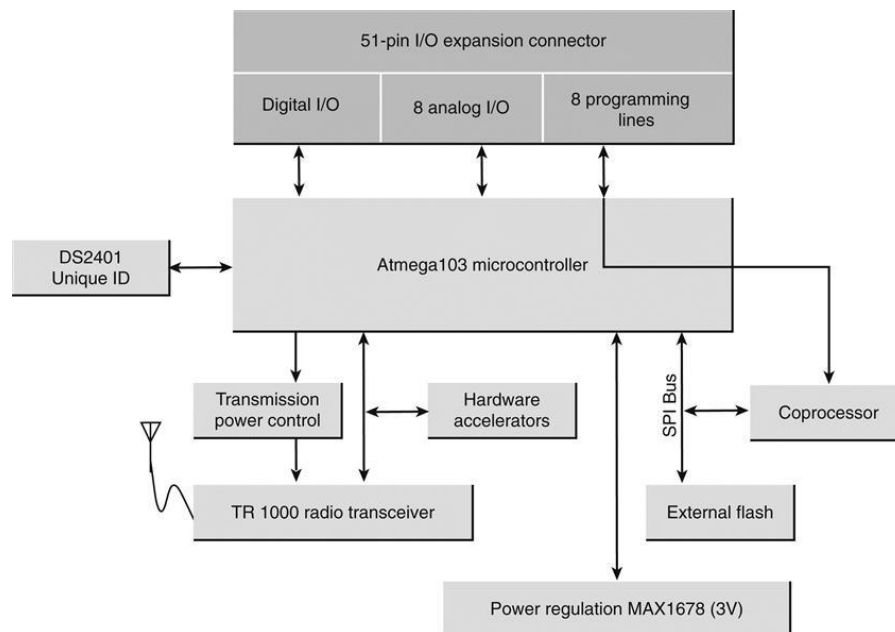 51-pin I/O expansion connector
Digital I/O
8 analog I/O
8 programming
lines
DS2401
Unique ID
Atmega103 microcontroller
Transmission
power control
Hardware
accelerators
SPI Bus
Coprocessor
TR 1000 radio transceiver
External flash
Power regulation MAX1678 (3V)